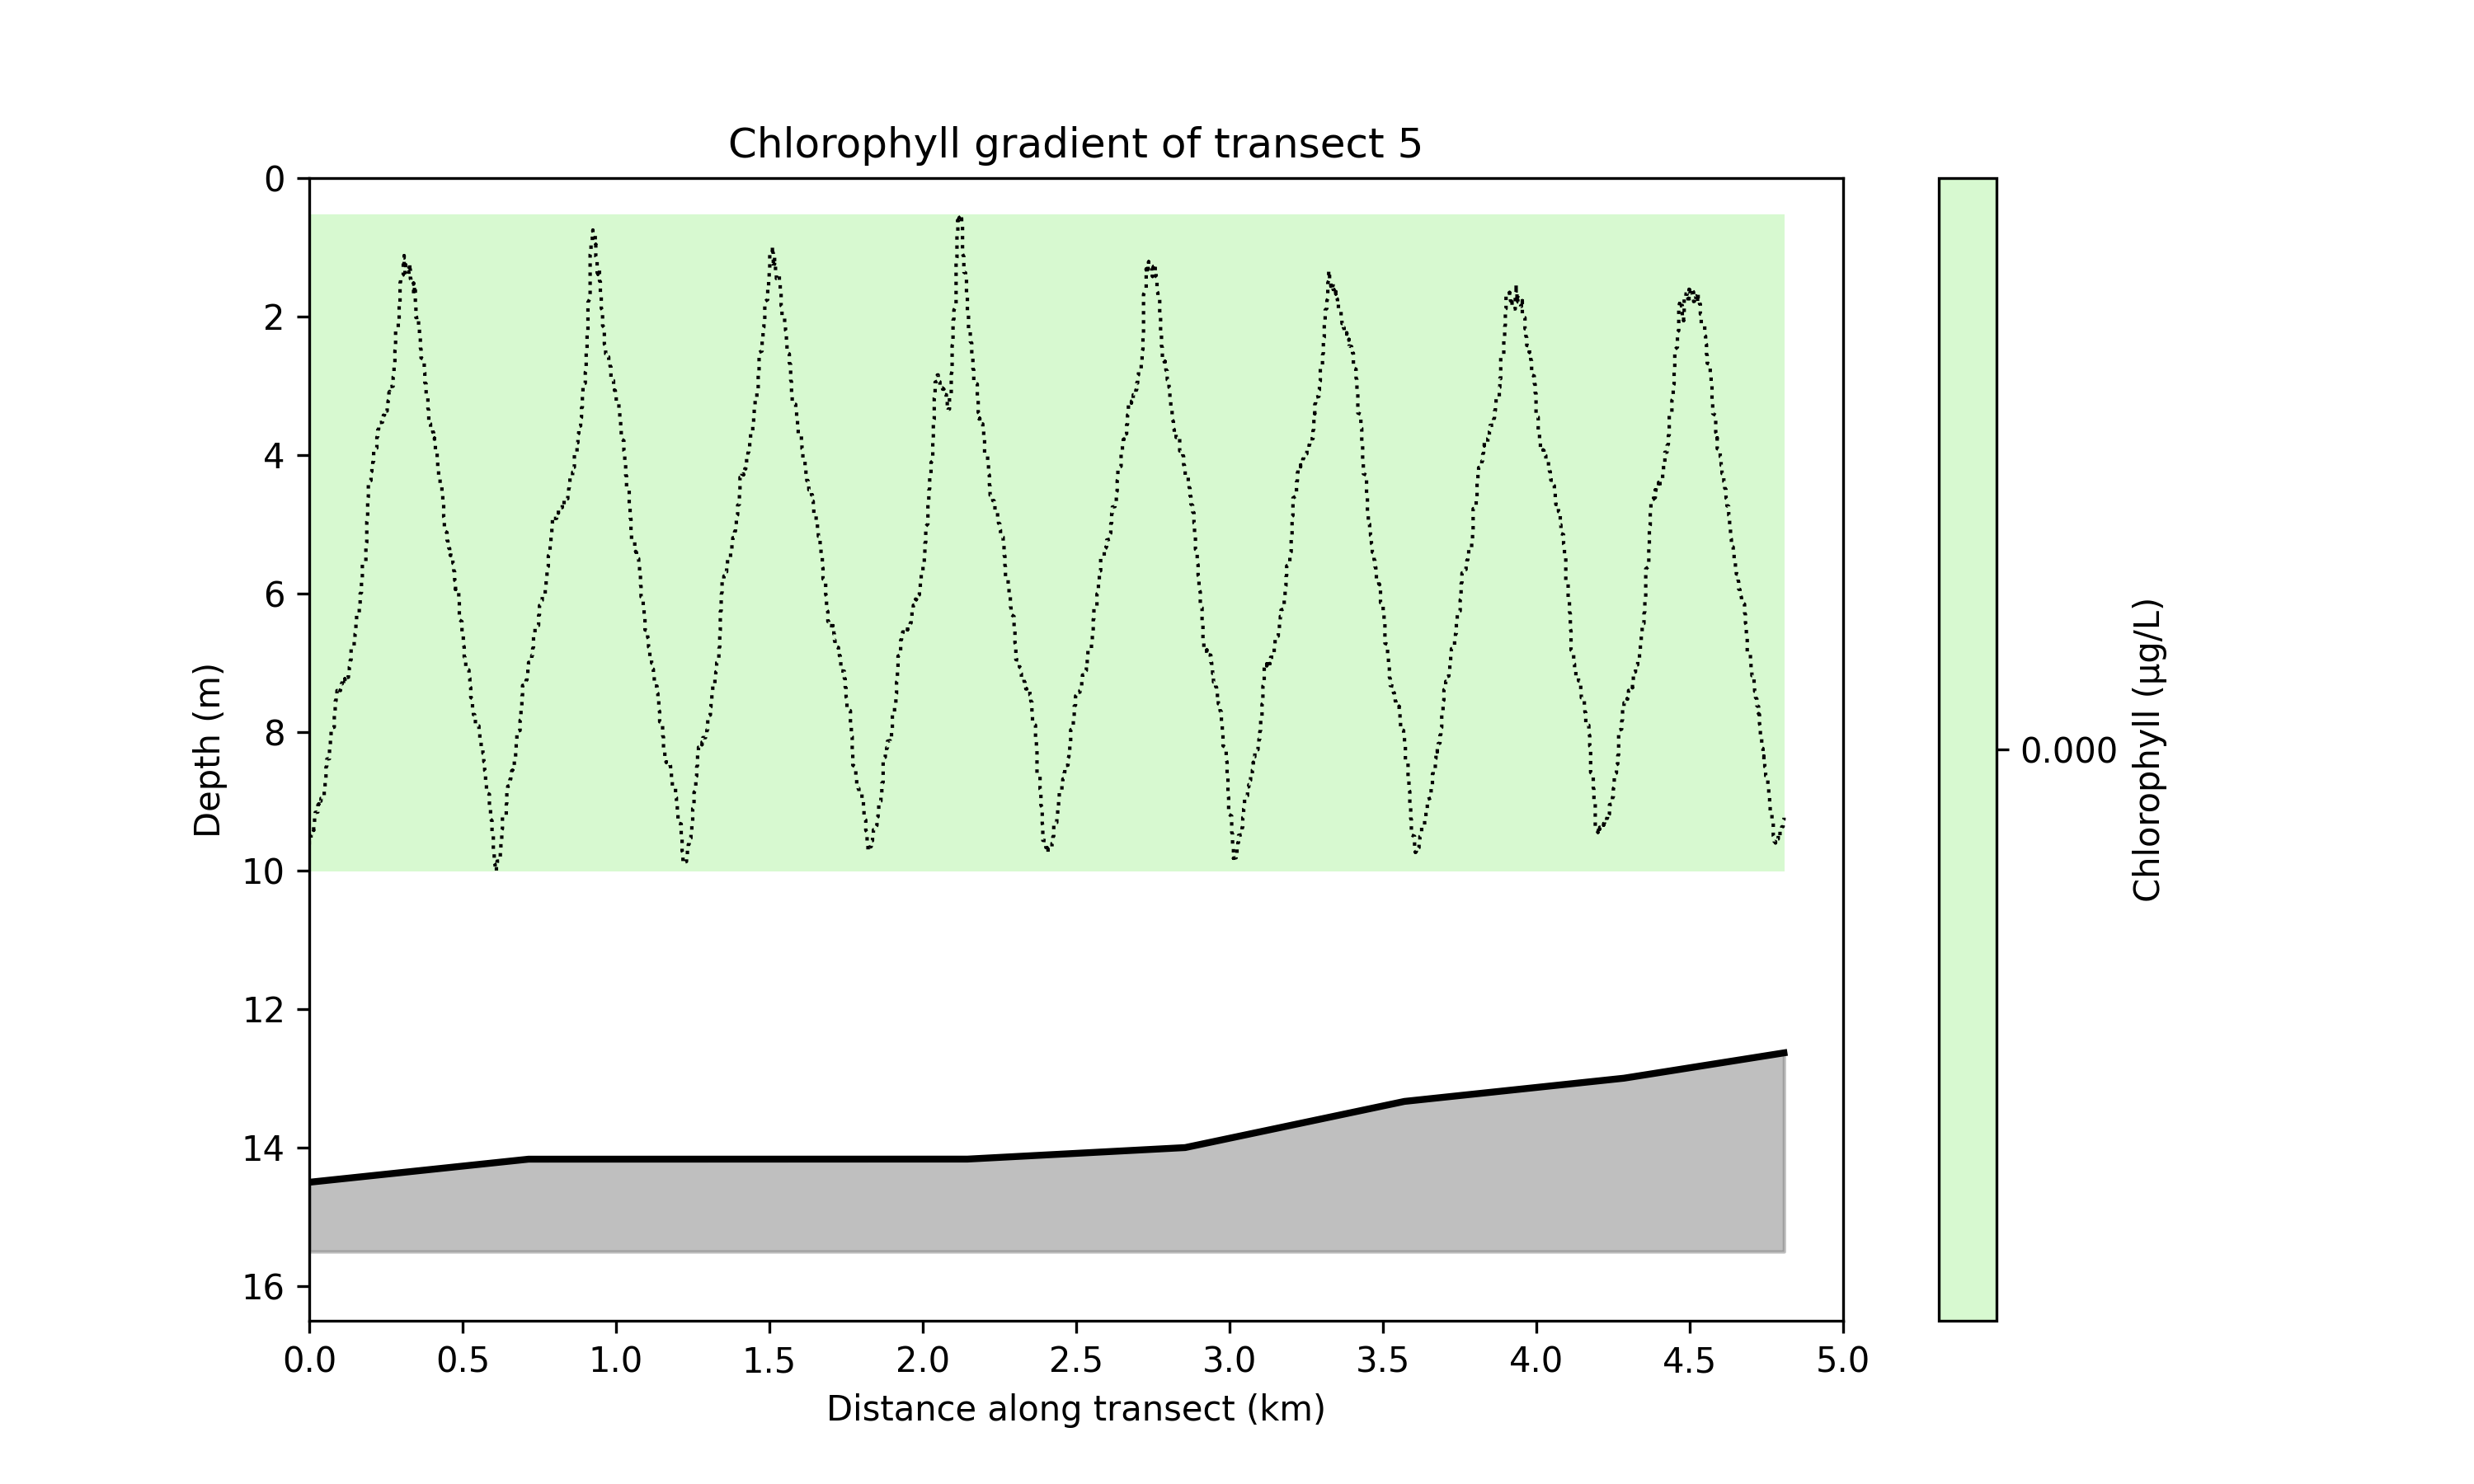 Chlorophyll gradient of transect 5
0
2
4
6
8
10
12
14
16
Depth (m)
0.0 0.5 1.0 1.5 2.0 2.5 3.0 3.5 4.0 4.5 5.0
Distance along transect (km)
0.000
Chlorophyll (µg/L)